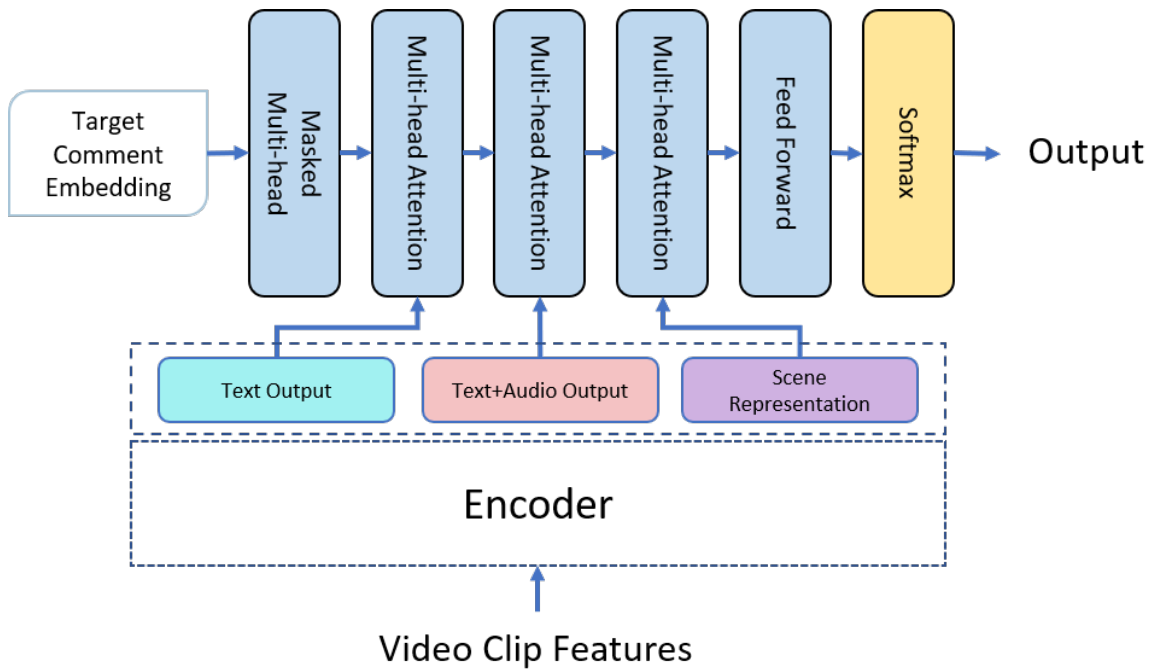 Target
Comment
Embedding
Masked
Multi-head
Multi-head Attention
Multi-head Attention
Multi-head Attention
Feed Forward
Softmax
Output
Text Output
Text+Audio Output
Scene
Representation
Encoder
Video Clip Features